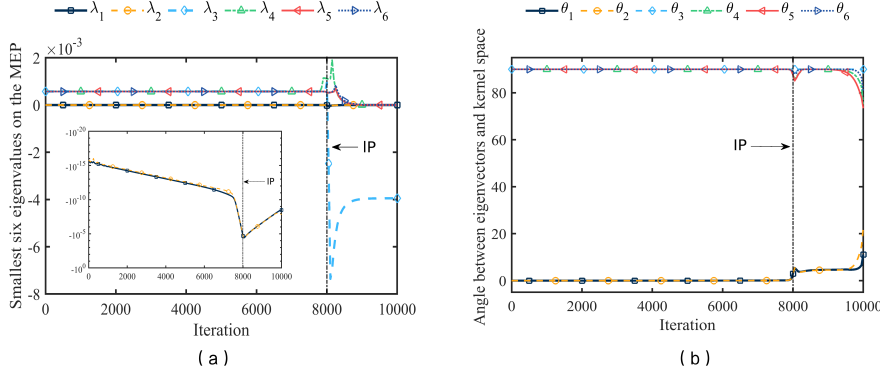 λ1 λ2 λ3 λ4 λ5 λ6
×10-3
Smallest six eigenvalues on the MEP
2
0
-2
-4
-6
-8
0 2000 4000 6000 8000 10000
Iteration
IP
-10-20
-10-15
-10-10
-10-5
-100
0 2000 4000 6000 8000 10000
IP
(a)
θ1 θ2 θ3 θ4 θ5 θ6
Angle between eigenvectors and kernel space
80
60
40
20
0
0 2000 4000 6000 8000 10000
Iteration
IP
(b)